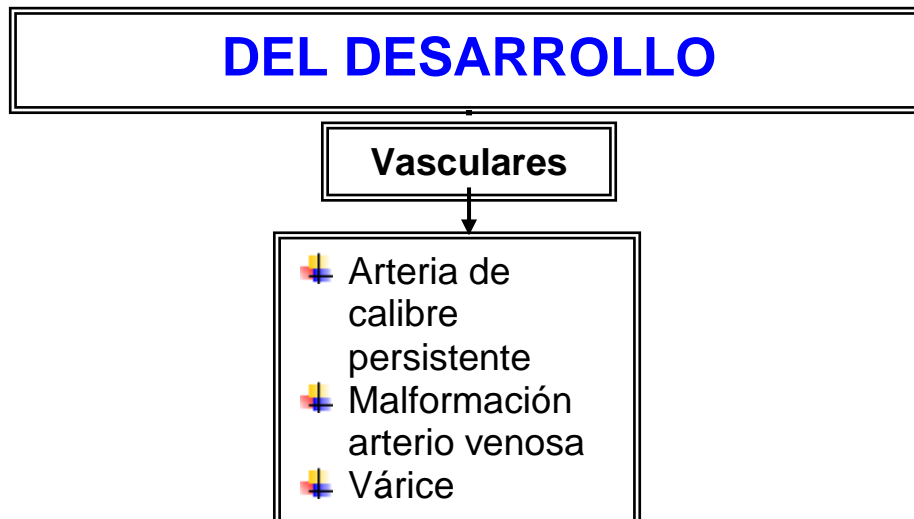 DEL DESARROLLO
Vasculares
Arteria de
calibre
persistente
Malformación
arterio venosa
Várice